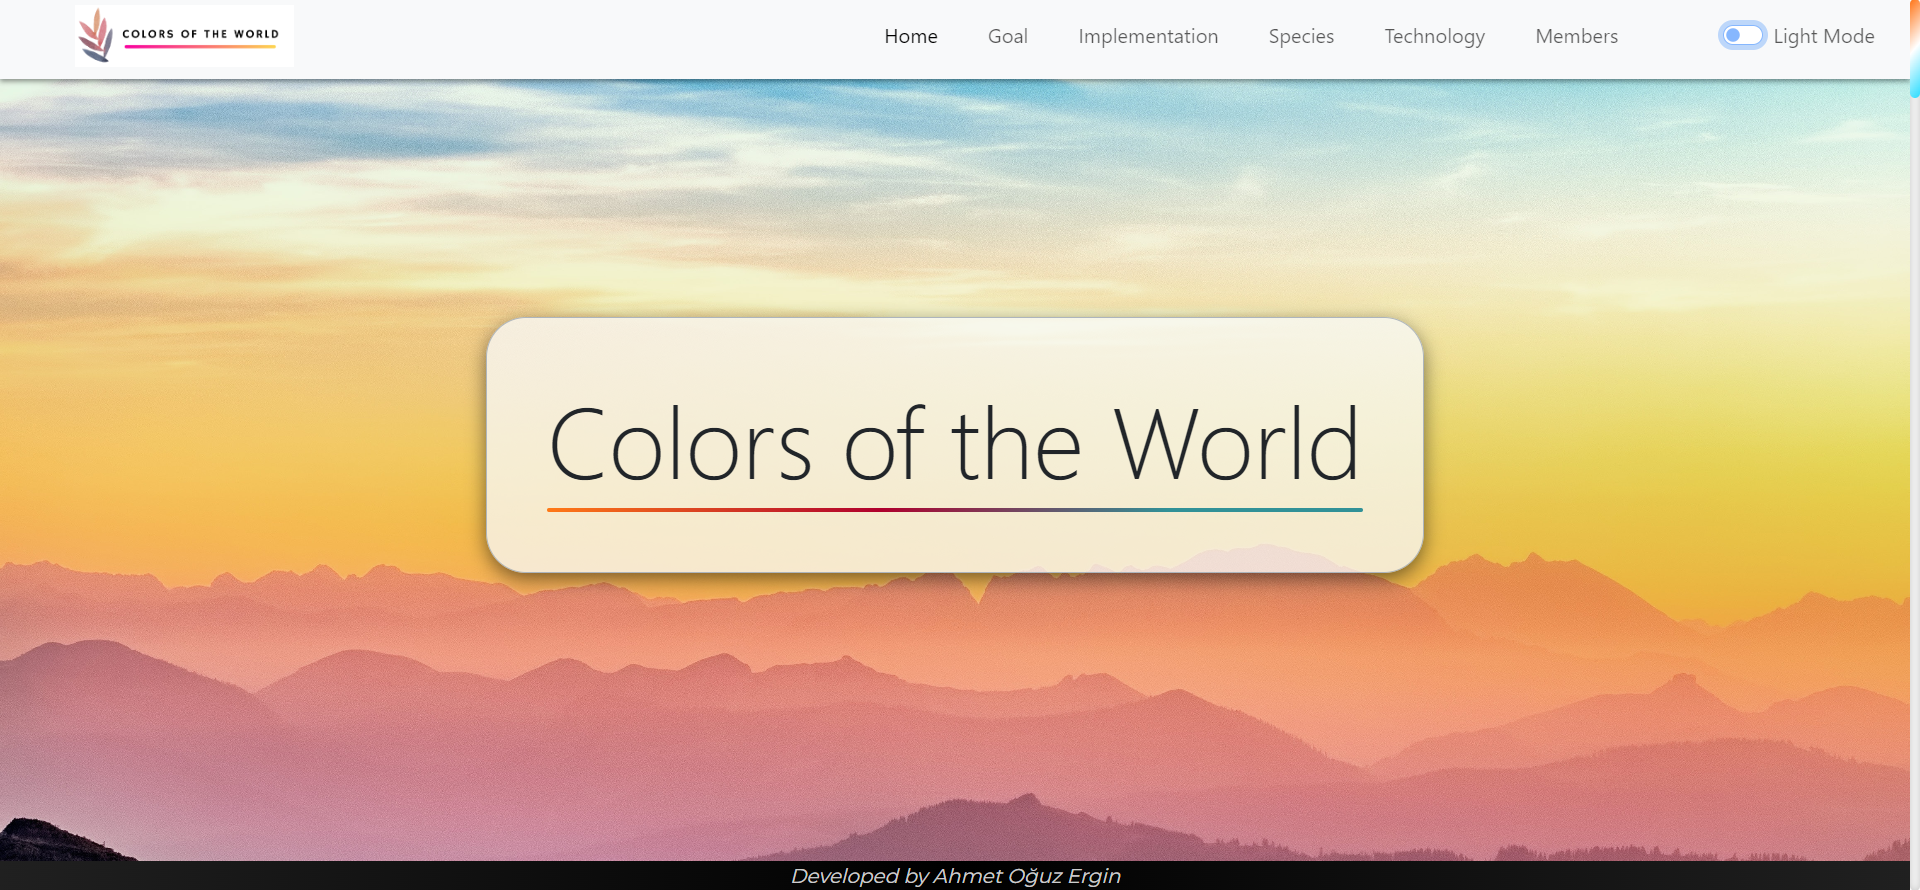 COLORS OF THE WORLD
Home Goal Implementation Species Technology Members Light Mode
Colors of the World
Developed by Ahmet Oğuz Ergin